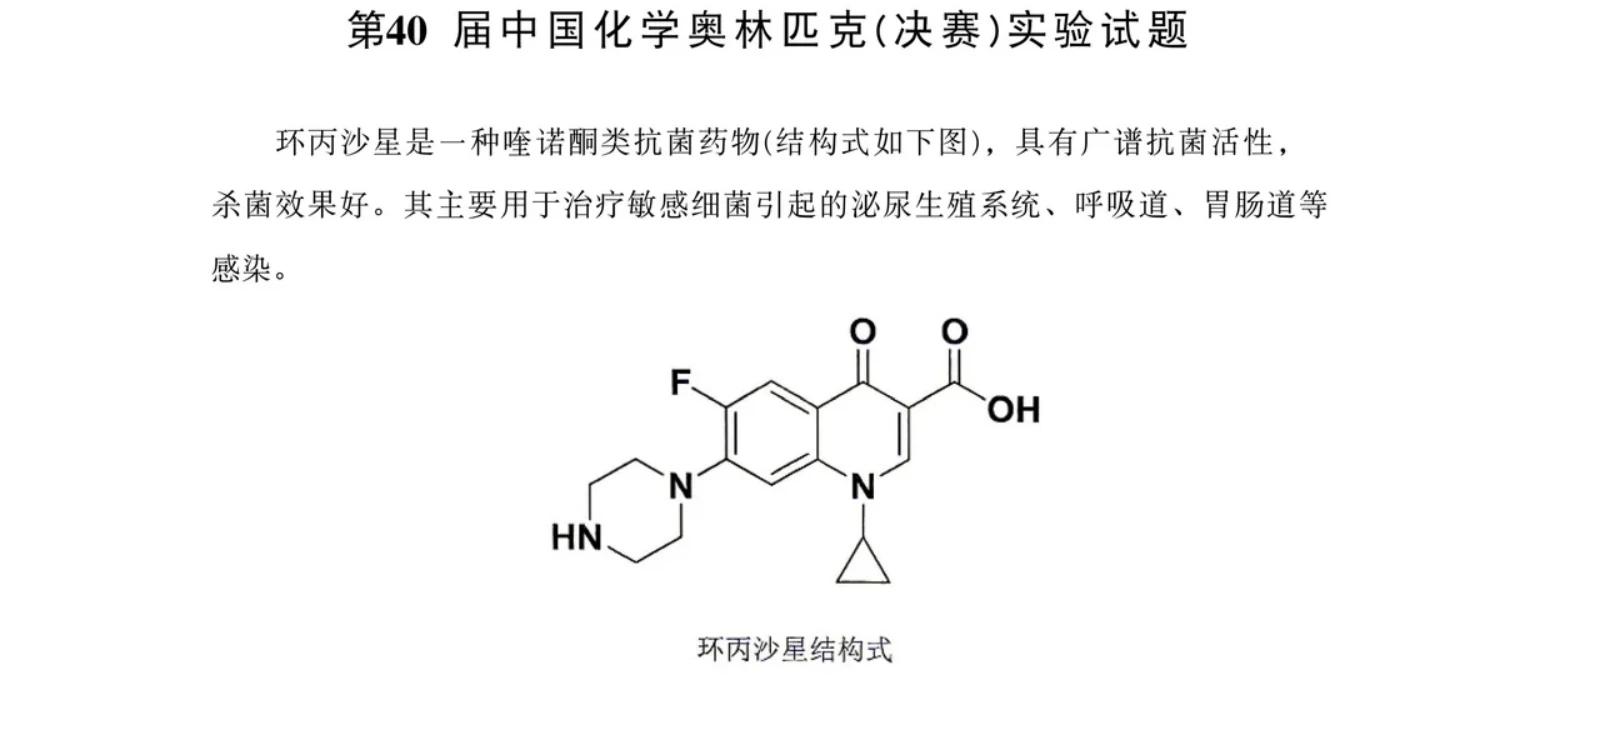 第40 届中国化学奥林匹克(决赛)实验试题
环丙沙星是一种喹诺酮类抗菌药物(结构式如下图)，具有广谱抗菌活性，
杀菌效果好。其主要用于治疗敏感细菌引起的泌尿生殖系统、呼吸道、胃肠道等
感染。
O O
F
OH
N N
HN
环丙沙星结构式